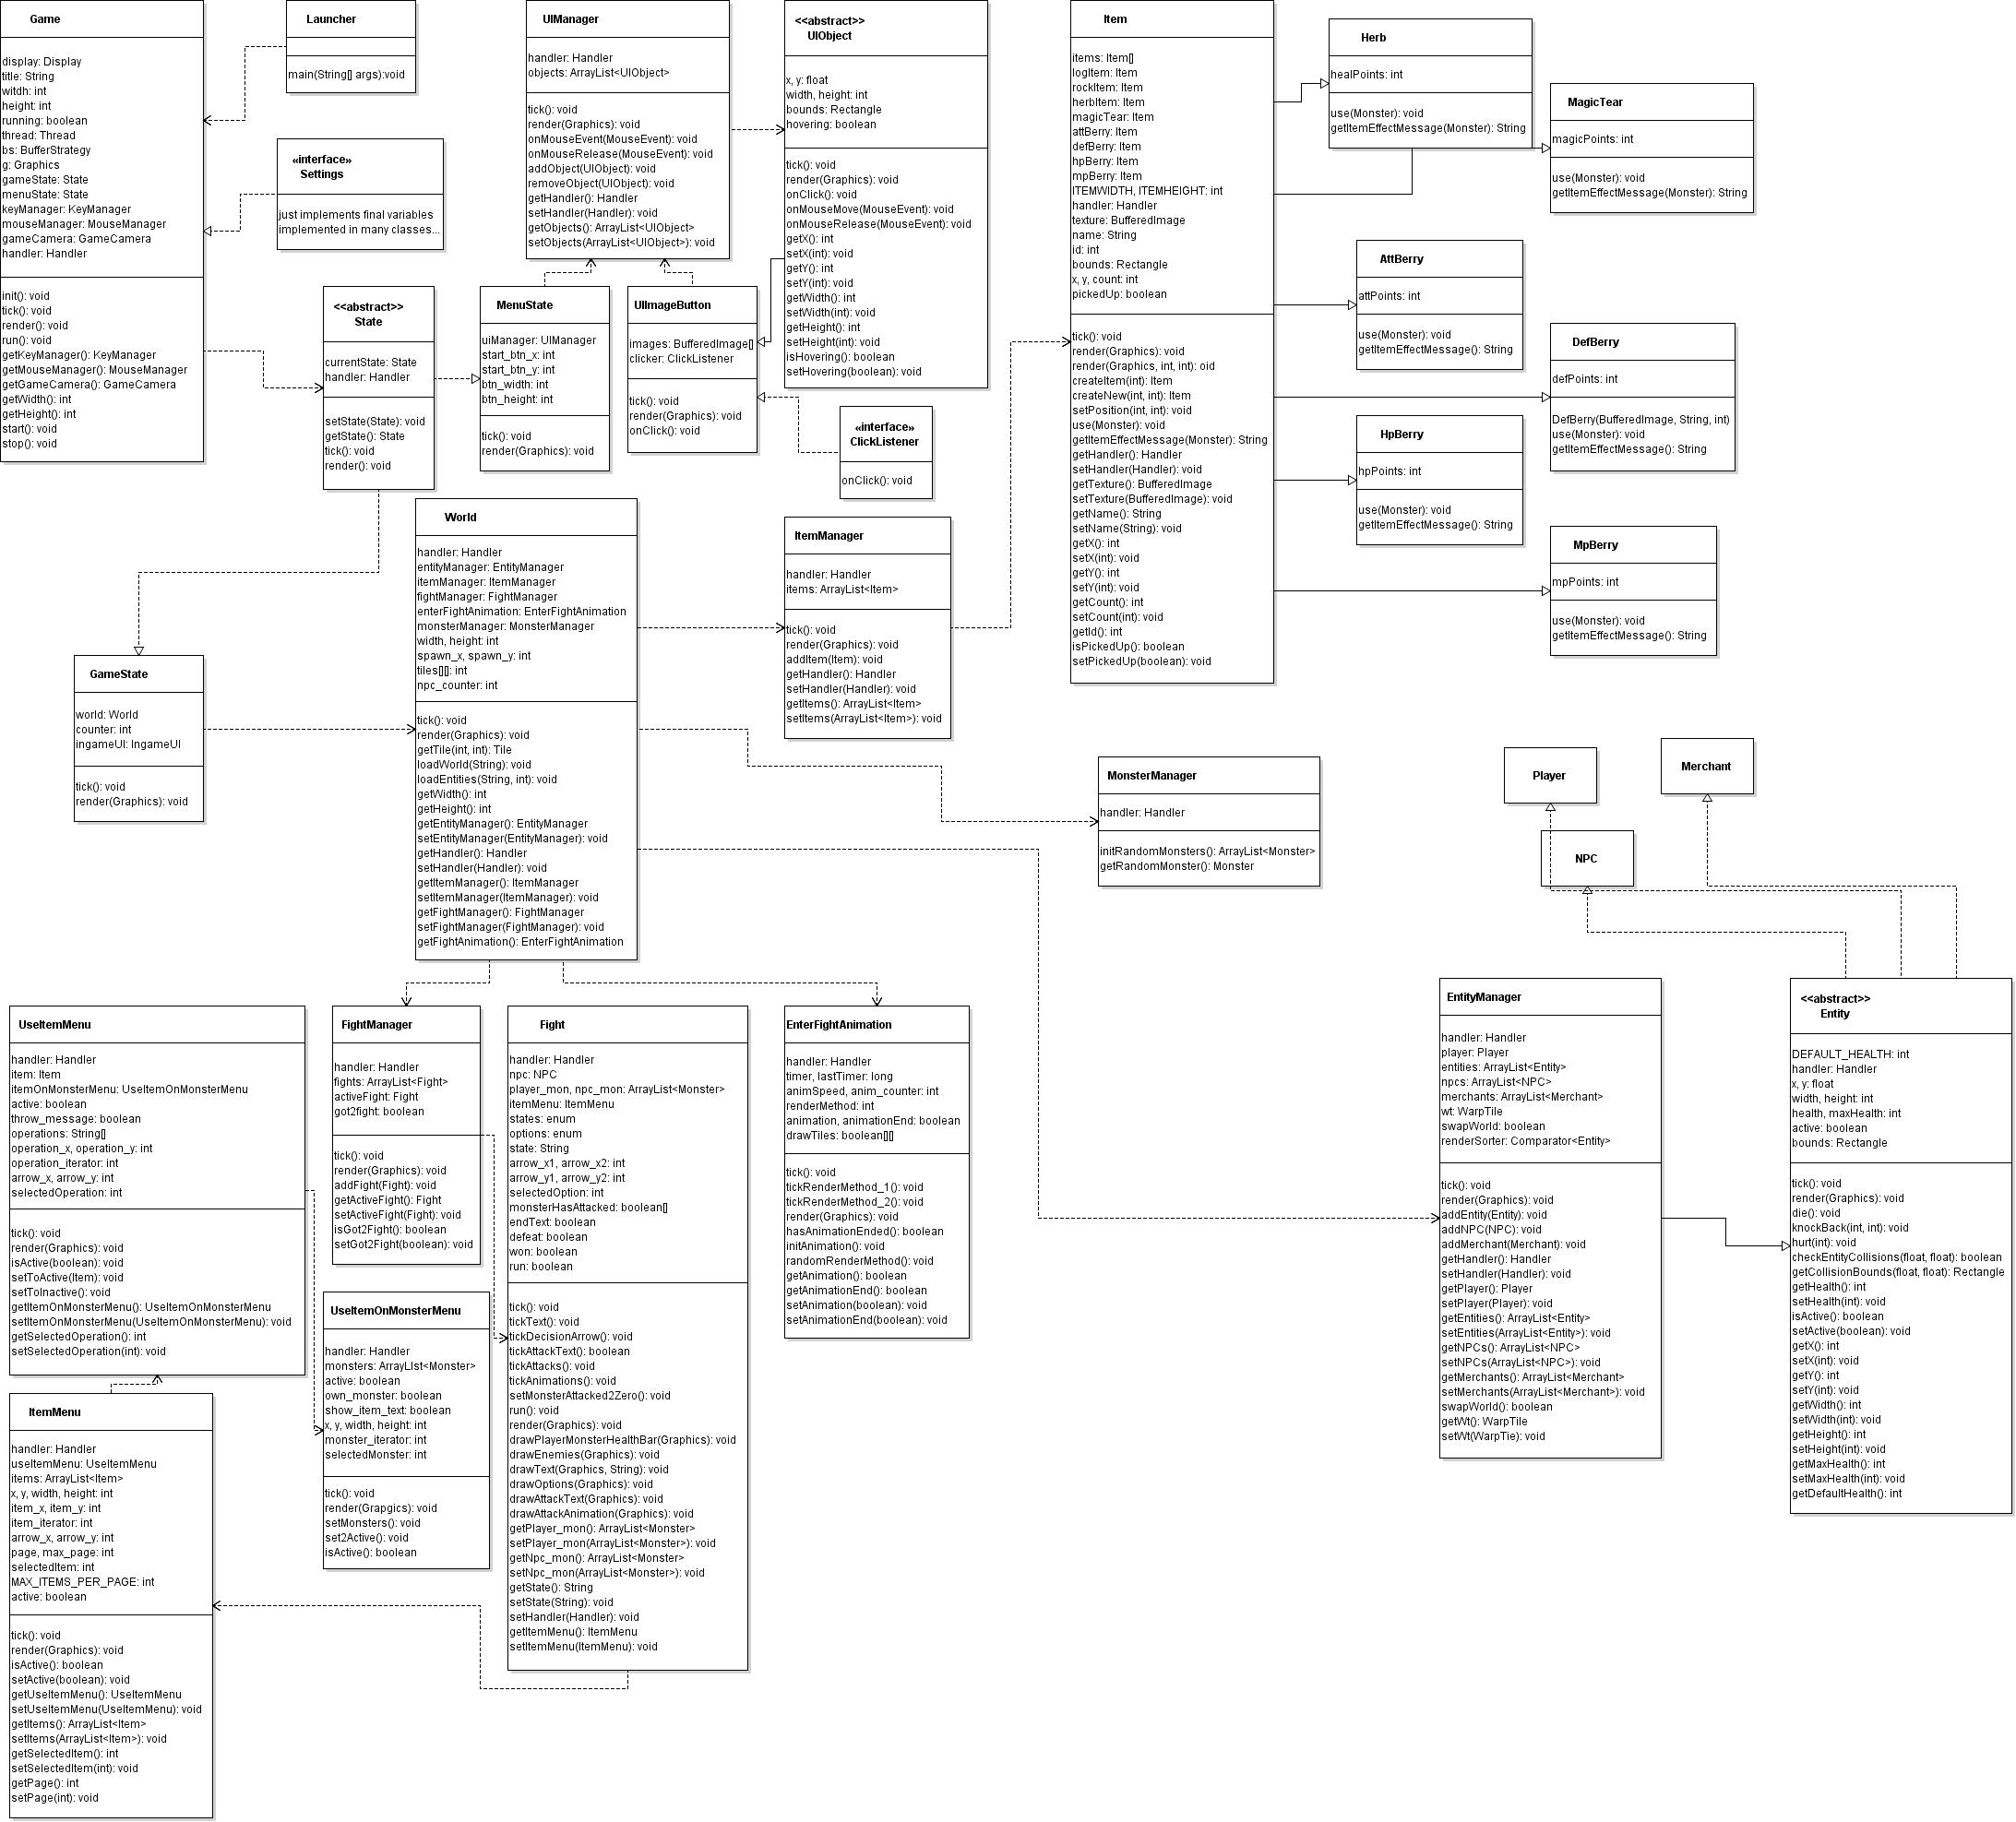 Game
display: Display
title: String
witdh: int
height: int
running: boolean
thread: Thread
bs: BufferStrategy
g: Graphics
gameState: State
menuState: State
keyManager: KeyManager
mouseManager: MouseManager
gameCamera: GameCamera
handler: Handler
init(): void
tick(): void
render(): void
run(): void
getKeyManager(): KeyManager
getMouseManager(): MouseManager
getGameCamera(): GameCamera
getWidth(): int
getHeight(): int
start(): void
stop(): void
Launcher
main(String[] args):void
«interface»
Settings
just implements final variables
implemented in many classes...
<<abstract>>
State
currentState: State
handler: Handler
setState(State): void
getState(): State
tick(): void
render(): void
UIManager
handler: Handler
objects: ArrayList<UIObject>
tick(): void
render(Graphics): void
onMouseEvent(MouseEvent): void
onMouseRelease(MouseEvent): void
addObject(UIObject): void
removeObject(UIObject): void
getHandler(): Handler
setHandler(Handler): void
getObjects(): ArrayList<UIObject>
setObjects(ArrayList<UIObject>): void
MenuState
uiManager: UIManager
start_btn_x: int
start_btn_y: int
btn_width: int
btn_height: int
tick(): void
render(Graphics): void
UIImageButton
images: BufferedImage[]
clicker: ClickListener
tick(): void
render(Graphics): void
onClick(): void
<<abstract>>
UIObject
x, y: float
width, height: int
bounds: Rectangle
hovering: boolean
tick(): void
render(Graphics): void
onClick(): void
onMouseMove(MouseEvent): void
onMouseRelease(MouseEvent): void
getX(): int
setX(int): void
getY(): int
setY(int): void
getWidth(): int
setWidth(int): void
getHeight(): int
setHeight(int): void
isHovering(): boolean
setHovering(boolean): void
«interface»
ClickListener
onClick(): void
Item
items: Item[]
logItem: Item
rockItem: Item
herbItem: Item
magicTear: Item
attBerry: Item
defBerry: Item
hpBerry: Item
mpBerry: Item
ITEMWIDTH, ITEMHEIGHT: int
handler: Handler
texture: BufferedImage
name: String
id: int
bounds: Rectangle
x, y, count: int
pickedUp: boolean
tick(): void
render(Graphics): void
render(Graphics, int, int): oid
createItem(int): Item
createNew(int, int): Item
setPosition(int, int): void
use(Monster): void
getItemEffectMessage(Monster): String
getHandler(): Handler
setHandler(Handler): void
getTexture(): BufferedImage
setTexture(BufferedImage): void
getName(): String
setName(String): void
getX(): int
setX(int): void
getY(): int
setY(int): void
getCount(): int
setCount(int): void
getId(): int
isPickedUp(): boolean
setPickedUp(boolean): void
Herb
healPoints: int
use(Monster): void
getItemEffectMessage(Monster): String
MagicTear
magicPoints: int
use(Monster): void
getItemEffectMessage(Monster): String
AttBerry
attPoints: int
use(Monster): void
getItemEffectMessage(): String
DefBerry
defPoints: int
DefBerry(BufferedImage, String, int)
use(Monster): void
getItemEffectMessage(): String
HpBerry
hpPoints: int
use(Monster): void
getItemEffectMessage(): String
MpBerry
mpPoints: int
use(Monster): void
getItemEffectMessage(): String
GameState
world: World
counter: int
ingameUI: IngameUI
tick(): void
render(Graphics): void
World
handler: Handler
entityManager: EntityManager
itemManager: ItemManager
fightManager: FightManager
enterFightAnimation: EnterFightAnimation
monsterManager: MonsterManager
width, height: int
spawn_x, spawn_y: int
tiles[][]: int
npc_counter: int
tick(): void
render(Graphics): void
getTile(int, int): Tile
loadWorld(String): void
loadEntities(String, int): void
getWidth(): int
getHeight(): int
getEntityManager(): EntityManager
setEntityManager(EntityManager): void
getHandler(): Handler
setHandler(Handler): void
getItemManager(): ItemManager
setItemManager(ItemManager): void
getFightManager(): FightManager
setFightManager(FightManager): void
getFightAnimation(): EnterFightAnimation
ItemManager
handler: Handler
items: ArrayList<Item>
tick(): void
render(Graphics): void
addItem(Item): void
getHandler(): Handler
setHandler(Handler): void
getItems(): ArrayList<Item>
setItems(ArrayList<Item>): void
MonsterManager
handler: Handler
initRandomMonsters(): ArrayList<Monster>
getRandomMonster(): Monster
Player
Merchant
NPC
UseItemMenu
handler: Handler
item: Item
itemOnMonsterMenu: UseItemOnMonsterMenu
active: boolean
throw_message: boolean
operations: String[]
operation_x, operation_y: int
operation_iterator: int
arrow_x, arrow_y: int
selectedOperation: int
tick(): void
render(Graphics): void
isActive(boolean): void
setToActive(Item): void
setToInactive(): void
getItemOnMonsterMenu(): UseItemOnMonsterMenu
setItemOnMonsterMenu(UseItemOnMonsterMenu): void
getSelectedOperation(): int
setSelectedOperation(int): void
FightManager
handler: Handler
fights: ArrayList<Fight>
activeFight: Fight
got2fight: boolean
tick(): void
render(Graphics): void
addFight(Fight): void
getActiveFight(): Fight
setActiveFight(Fight): void
isGot2Fight(): boolean
setGot2Fight(boolean): void
UseItemOnMonsterMenu
handler: Handler
monsters: ArrayList<Monster>
active: boolean
own_monster: boolean
show_item_text: boolean
x, y, width, height: int
monster_iterator: int
selectedMonster: int
tick(): void
render(Grapgics): void
setMonsters(): void
set2Active(): void
isActive(): boolean
ItemMenu
handler: Handler
useItemMenu: UseItemMenu
items: ArrayList<Item>
x, y, width, height: int
item_x, item_y: int
item_iterator: int
arrow_x, arrow_y: int
page, max_page: int
selectedItem: int
MAX_ITEMS_PER_PAGE: int
active: boolean
tick(): void
render(Graphics): void
isActive(): boolean
setActive(boolean): void
getUseItemMenu(): UseItemMenu
setUseItemMenu(UseItemMenu): void
getItems(): ArrayList<Item>
setItems(ArrayList<Item>): void
getSelectedItem(): int
setSelectedItem(int): void
getPage(): int
setPage(int): void
Fight
handler: Handler
npc: NPC
player_mon, npc_mon: ArrayList<Monster>
itemMenu: ItemMenu
states: enum
options: enum
state: String
arrow_x1, arrow_x2: int
arrow_y1, arrow_y2: int
selectedOption: int
monsterHasAttacked: boolean[]
endText: boolean
defeat: boolean
won: boolean
run: boolean
tick(): void
tickText(): void
tickDecisionArrow(): void
tickAttackText(): boolean
tickAttacks(): void
tickAnimations(): void
setMonsterAttacked2Zero(): void
run(): void
render(Graphics): void
drawPlayerMonsterHealthBar(Graphics): void
drawEnemies(Graphics): void
drawText(Graphics, String): void
drawOptions(Graphics): void
drawAttackText(Graphics): void
drawAttackAnimation(Graphics): void
getPlayer_mon(): ArrayList<Monster>
setPlayer_mon(ArrayList<Monster>): void
getNpc_mon(): ArrayList<Monster>
setNpc_mon(ArrayList<Monster>): void
getState(): String
setState(String): void
setHandler(Handler): void
getItemMenu(): ItemMenu
setItemMenu(ItemMenu): void
EnterFightAnimation
handler: Handler
timer, lastTimer: long
animSpeed, anim_counter: int
renderMethod: int
animation, animationEnd: boolean
drawTiles: boolean[][]
tick(): void
tickRenderMethod_1(): void
tickRenderMethod_2(): void
render(Graphics): void
hasAnimationEnded(): boolean
initAnimation(): void
randomRenderMethod(): void
getAnimation(): boolean
getAnimationEnd(): boolean
setAnimation(boolean): void
setAnimationEnd(boolean): void
EntityManager
handler: Handler
player: Player
entities: ArrayList<Entity>
npcs: ArrayList<NPC>
merchants: ArrayList<Merchant>
wt: WarpTile
swapWorld: boolean
renderSorter: Comparator<Entity>
tick(): void
render(Graphics): void
addEntity(Entity): void
addNPC(NPC): void
addMerchant(Merchant): void
getHandler(): Handler
setHandler(Handler): void
getPlayer(): Player
setPlayer(Player): void
getEntities(): ArrayList<Entity>
setEntities(ArrayList<Entity>): void
getNPCs(): ArrayList<NPC>
setNPCs(ArrayList<NPC>): void
getMerchants(): ArrayList<Merchant>
setMerchants(ArrayList<Merchant>): void
swapWorld(): boolean
getWt(): WarpTile
setWt(WarpTie): void
<<abstract>>
Entity
DEFAULT_HEALTH: int
handler: Handler
x, y: float
width, height: int
health, maxHealth: int
active: boolean
bounds: Rectangle
tick(): void
render(Graphics): void
die(): void
knockBack(int, int): void
hurt(int): void
checkEntityCollisions(float, float): boolean
getCollisionBounds(float, float): Rectangle
getHealth(): int
setHealth(int): void
isActive(): boolean
setActive(boolean): void
getX(): int
setX(int): void
getY(): int
setY(int): void
getWidth(): int
setWidth(int): void
getHeight(): int
setHeight(int): void
getMaxHealth(): int
setMaxHealth(int): void
getDefaultHealth(): int